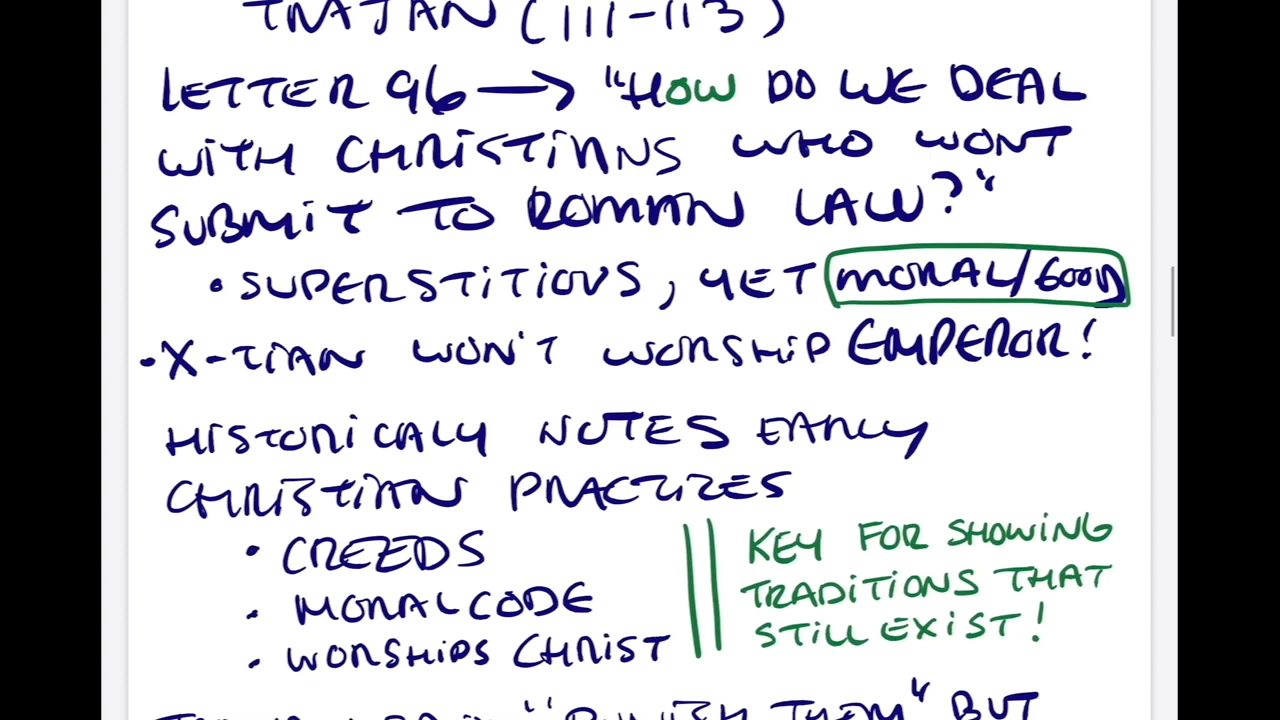 TRAJAN (111-113)
LETTER 96 → "HOW DO WE DEAL
WITH CHRISTIANS WHO WONT
SUBMIT TO ROMAN LAW?"
• SUPERSTITIOUS, YET MORAL/GOOD
• X-TIAN WON'T WORSHIP EMPEROR!
HISTORICALY NOTES EARLY
CHRISTIAN PRACTIZES
• CREEDS
• MORAL CODE
• WORSHIPS CHRIST
KEY FOR SHOWING
TRADITIONS THAT
STILL EXIST!
"PUNISH THEM" BUT